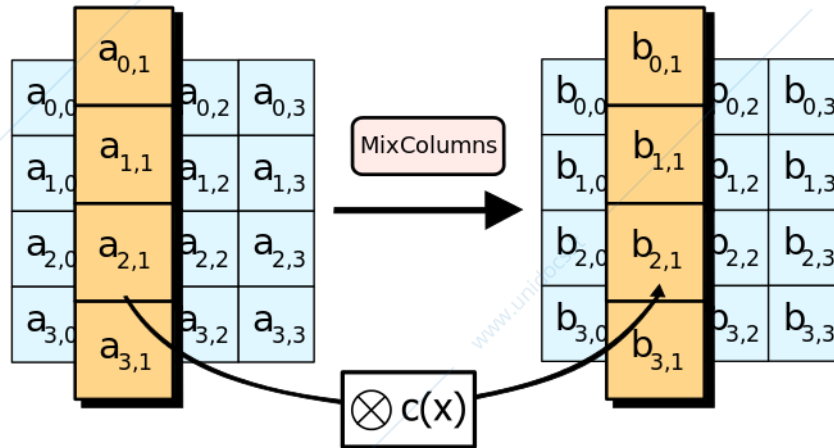 a0,1 b0,1
a0,0 a0,2 a0,3 b0,0 b0,2 b0,3
MixColumns
a1,1 b1,1
a1,0 a1,2 a1,3 b1,0 b1,2 b1,3
a2,0 a2,1 a2,2 a2,3 b2,0 b2,1 b2,2 b2,3
a3,0 a3,2 a3,3 b3,0 b3,2 b3,3
a3,1 b3,1
⊗ c(x)